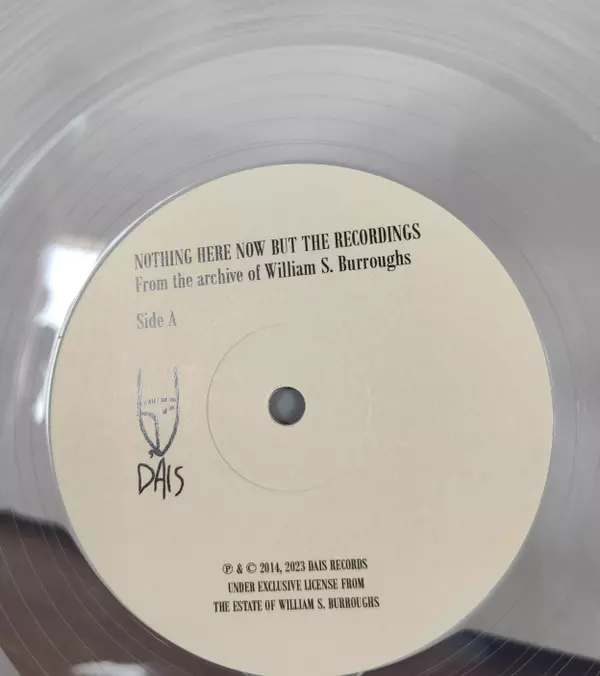 NOTHING HERE NOW BUT THE RECORDINGS
From the archive of William S. Burroughs
Side A
DAIS
℗ & © 2014, 2023 DAIS RECORDS
UNDER EXCLUSIVE LICENSE FROM
THE ESTATE OF WILLIAM S. BURROUGHS